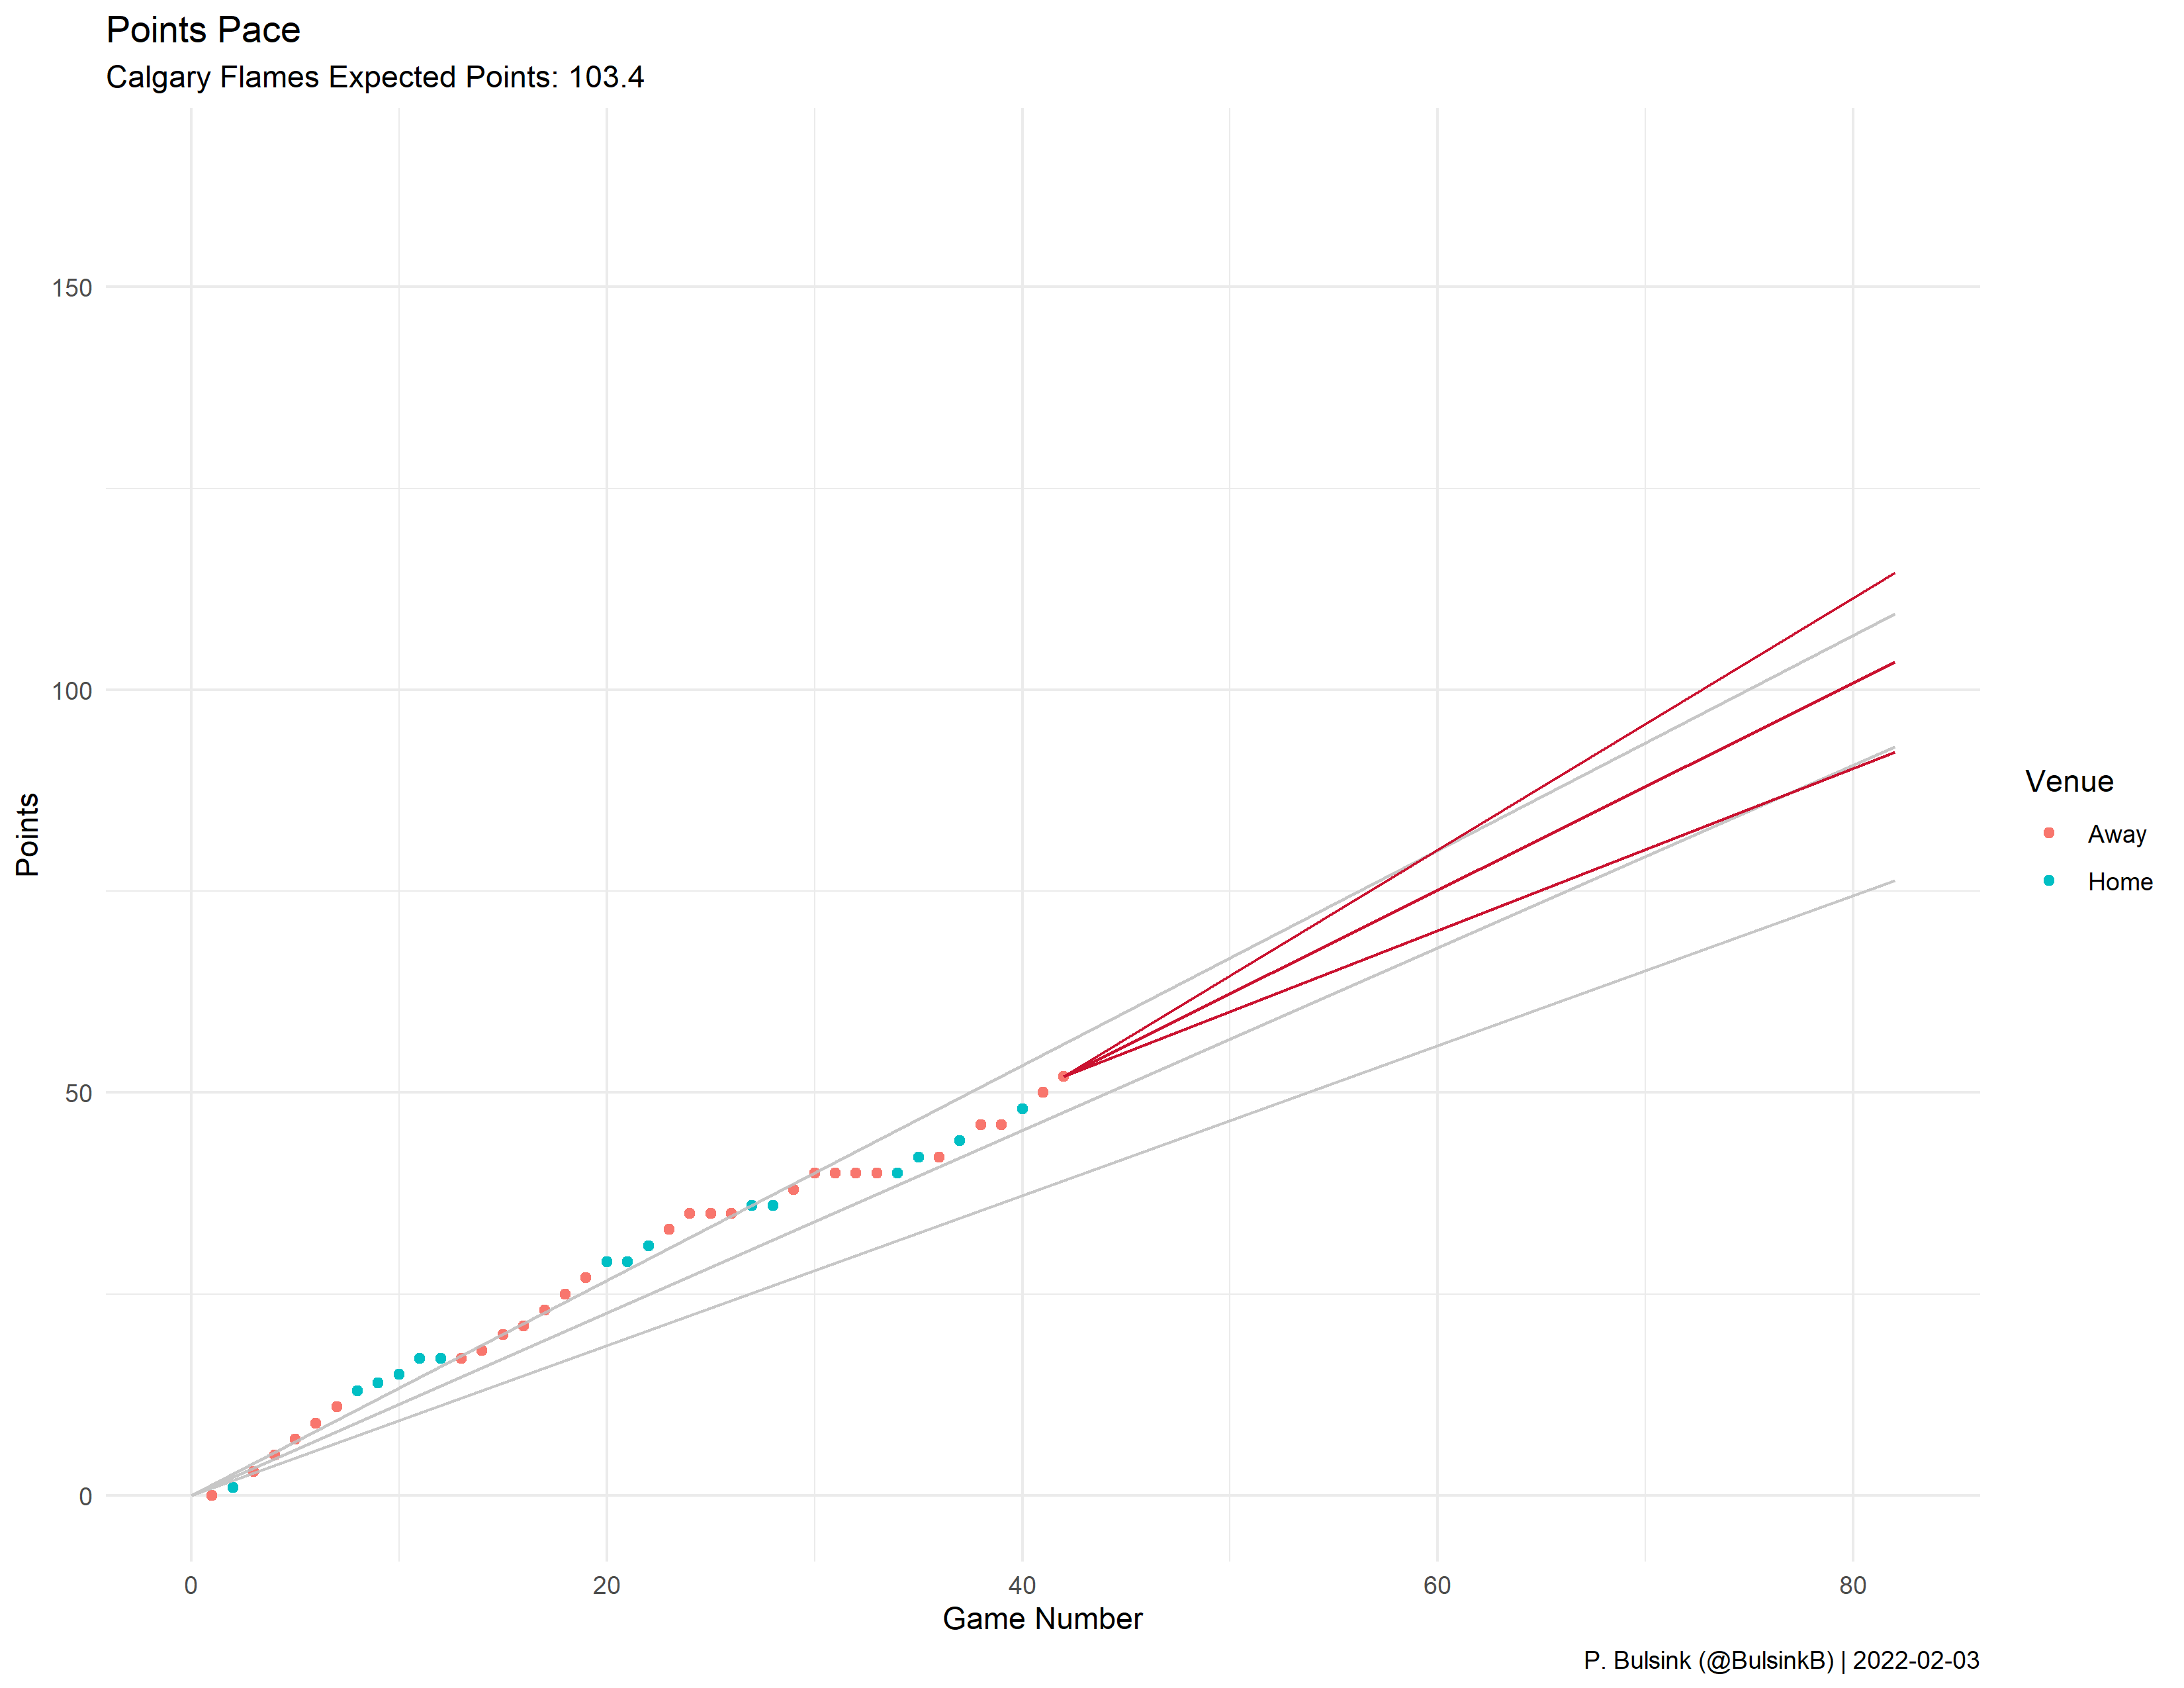 Points Pace
Calgary Flames Expected Points: 103.4
150
100
50
0
Points
0 20 40 60 80
Game Number
Venue
Away
Home
P. Bulsink (@BulsinkB) | 2022-02-03